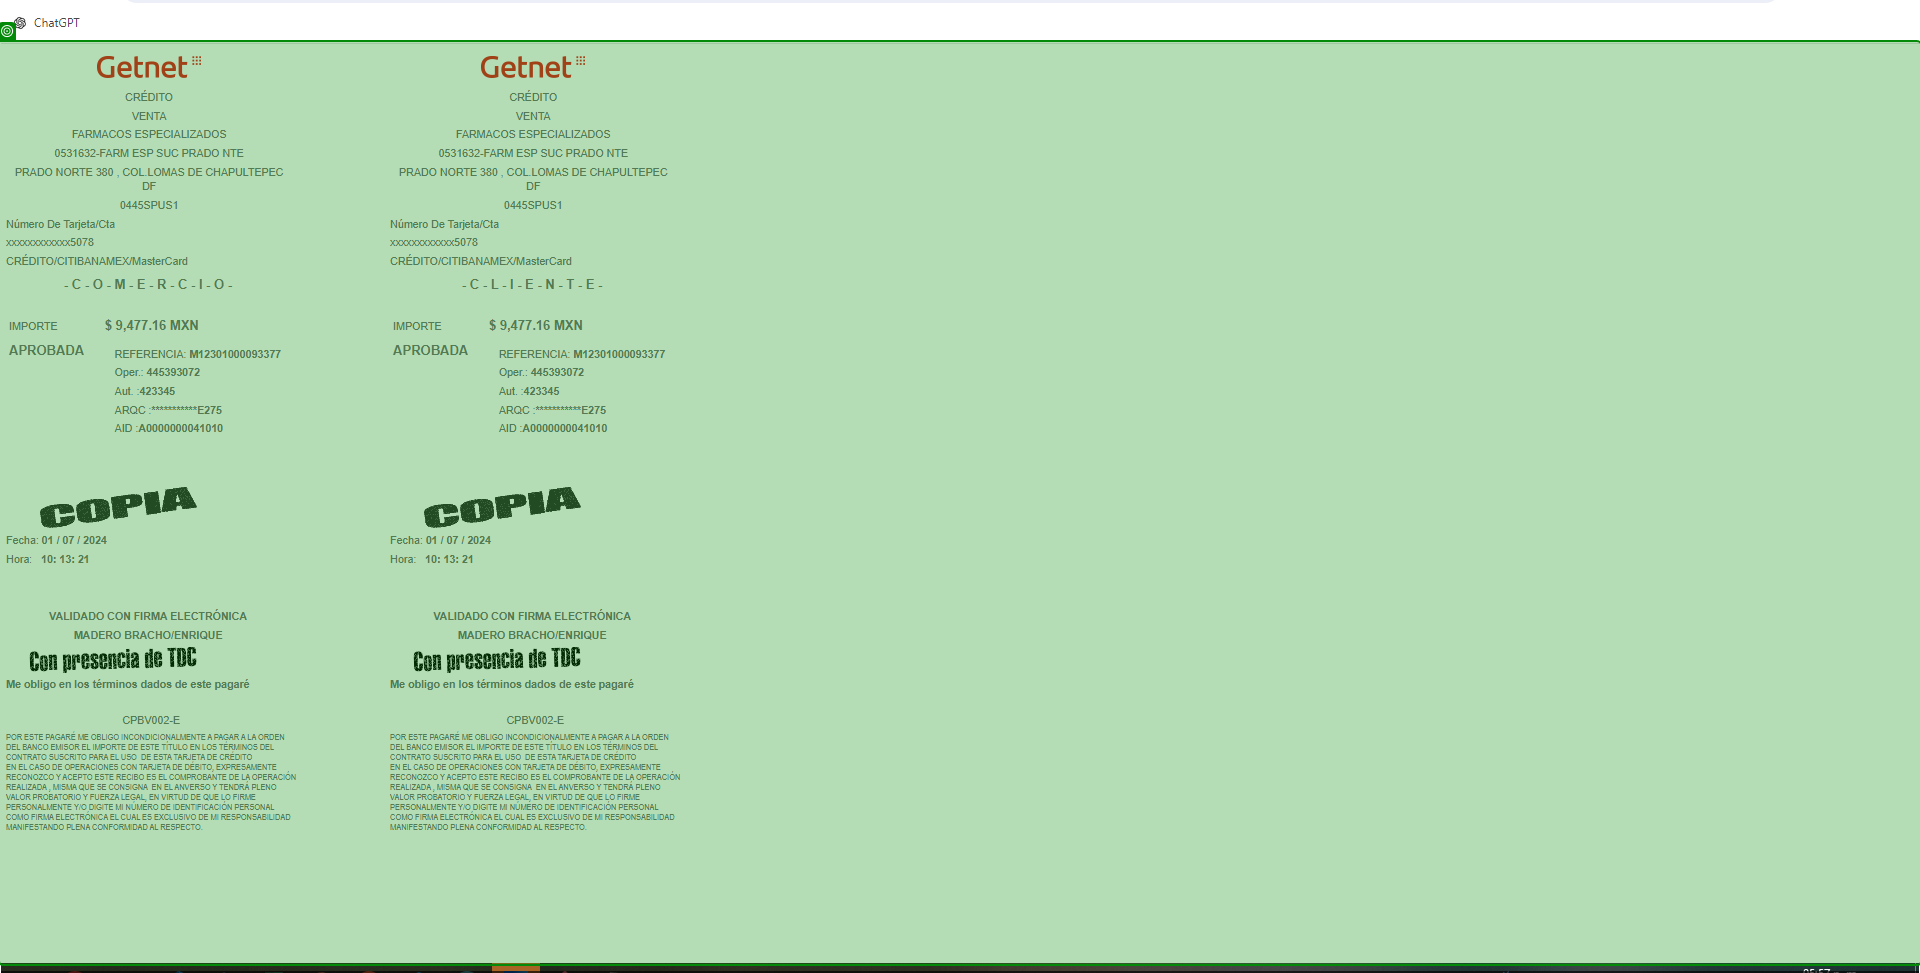 ChatGPT
Getnet
CRÉDITO
VENTA
FARMACOS ESPECIALIZADOS
0531632-FARM ESP SUC PRADO NTE
PRADO NORTE 380 , COL.LOMAS DE CHAPULTEPEC
DF
0445SPUS1
Número De Tarjeta/Cta
xxxxxxxxxxxx5078
CRÉDITO/CITIBANAMEX/MasterCard
- C - O - M - E - R - C - I - O -
IMPORTE $ 9,477.16 MXN
APROBADA
REFERENCIA: M12301000093377
Oper.: 445393072
Aut. :423345
ARQC :***********E275
AID :A0000000041010
COPIA
Fecha: 01 / 07 / 2024
Hora: 10: 13: 21
VALIDADO CON FIRMA ELECTRÓNICA
MADERO BRACHO/ENRIQUE
Con presencia de TDC
Me obligo en los términos dados de este pagaré
CPBV002-E
POR ESTE PAGARÉ ME OBLIGO INCONDICIONALMENTE A PAGAR A LA ORDEN
DEL BANCO EMISOR EL IMPORTE DE ESTE TÍTULO EN LOS TÉRMINOS DEL
CONTRATO SUSCRITO PARA EL USO DE ESTA TARJETA DE CRÉDITO
EN EL CASO DE OPERACIONES CON TARJETA DE DÉBITO, EXPRESAMENTE
RECONOZCO Y ACEPTO ESTE RECIBO ES EL COMPROBANTE DE LA OPERACIÓN
REALIZADA , MISMA QUE SE CONSIGNA EN EL ANVERSO Y TENDRÁ PLENO
VALOR PROBATORIO Y FUERZA LEGAL, EN VIRTUD DE QUE LO FIRME
PERSONALMENTE Y/O DIGITE MI NÚMERO DE IDENTIFICACIÓN PERSONAL
COMO FIRMA ELECTRÓNICA EL CUAL ES EXCLUSIVO DE MI RESPONSABILIDAD
MANIFESTANDO PLENA CONFORMIDAD AL RESPECTO.
Getnet
CRÉDITO
VENTA
FARMACOS ESPECIALIZADOS
0531632-FARM ESP SUC PRADO NTE
PRADO NORTE 380 , COL.LOMAS DE CHAPULTEPEC
DF
0445SPUS1
Número De Tarjeta/Cta
xxxxxxxxxxxx5078
CRÉDITO/CITIBANAMEX/MasterCard
- C - L - I - E - N - T - E -
IMPORTE $ 9,477.16 MXN
APROBADA
REFERENCIA: M12301000093377
Oper.: 445393072
Aut. :423345
ARQC :***********E275
AID :A0000000041010
COPIA
Fecha: 01 / 07 / 2024
Hora: 10: 13: 21
VALIDADO CON FIRMA ELECTRÓNICA
MADERO BRACHO/ENRIQUE
Con presencia de TDC
Me obligo en los términos dados de este pagaré
CPBV002-E
POR ESTE PAGARÉ ME OBLIGO INCONDICIONALMENTE A PAGAR A LA ORDEN
DEL BANCO EMISOR EL IMPORTE DE ESTE TÍTULO EN LOS TÉRMINOS DEL
CONTRATO SUSCRITO PARA EL USO DE ESTA TARJETA DE CRÉDITO
EN EL CASO DE OPERACIONES CON TARJETA DE DÉBITO, EXPRESAMENTE
RECONOZCO Y ACEPTO ESTE RECIBO ES EL COMPROBANTE DE LA OPERACIÓN
REALIZADA , MISMA QUE SE CONSIGNA EN EL ANVERSO Y TENDRÁ PLENO
VALOR PROBATORIO Y FUERZA LEGAL, EN VIRTUD DE QUE LO FIRME
PERSONALMENTE Y/O DIGITE MI NÚMERO DE IDENTIFICACIÓN PERSONAL
COMO FIRMA ELECTRÓNICA EL CUAL ES EXCLUSIVO DE MI RESPONSABILIDAD
MANIFESTANDO PLENA CONFORMIDAD AL RESPECTO.